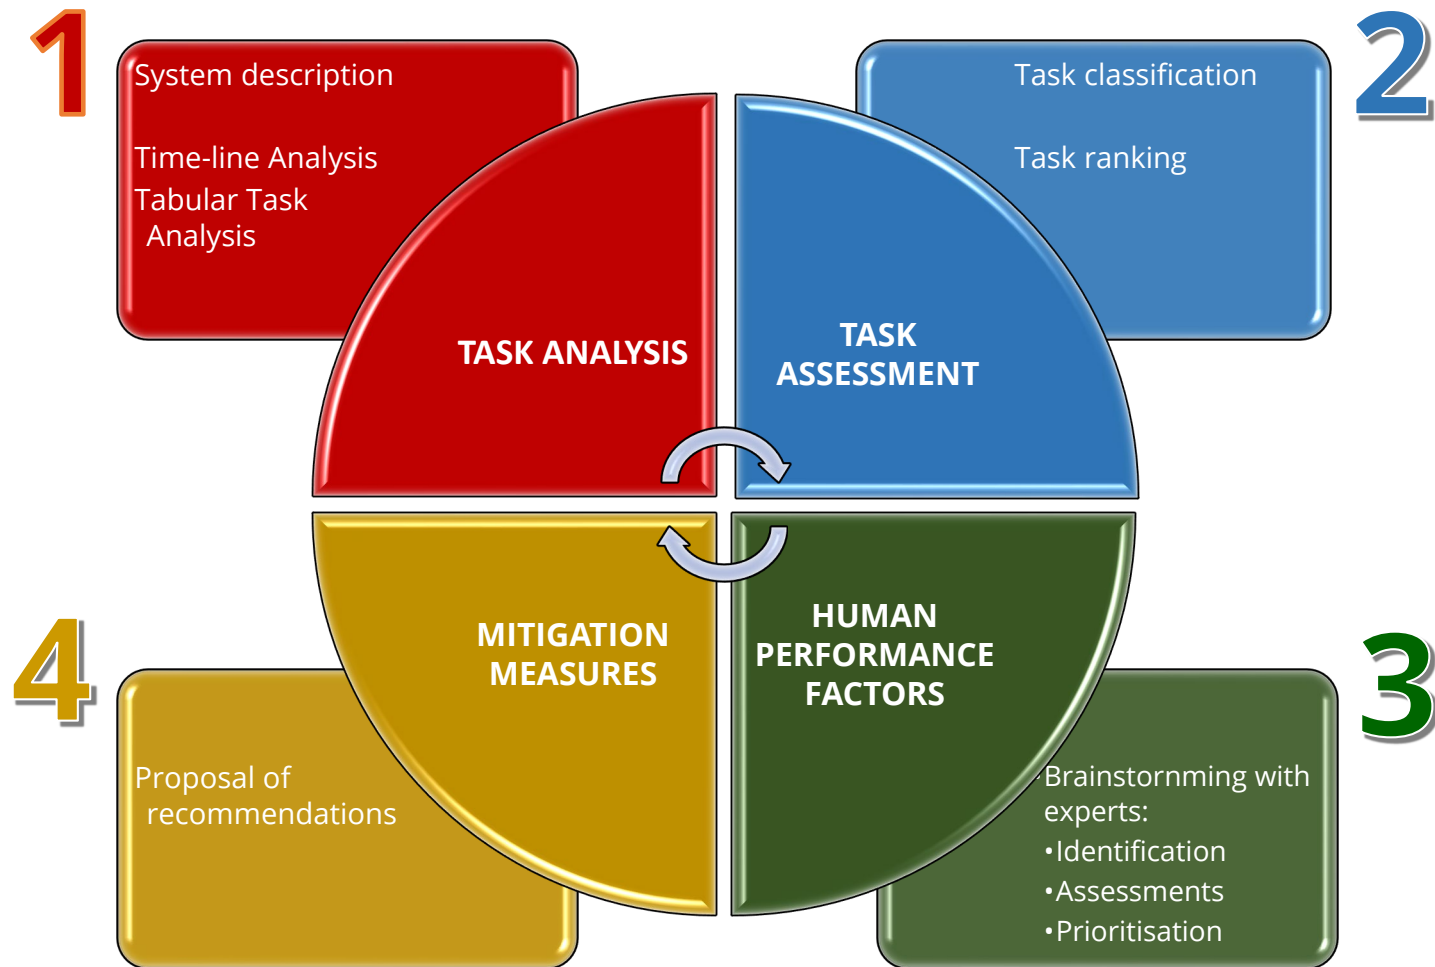 1
System description
Time-line Analysis
Tabular Task
Analysis
TASK ANALYSIS
2
Task classification
Task ranking
TASK
ASSESSMENT
3
HUMAN
PERFORMANCE
FACTORS
Brainstornming with
experts:
•Identification
•Assessments
•Prioritisation
4
MITIGATION
MEASURES
Proposal of
recommendations